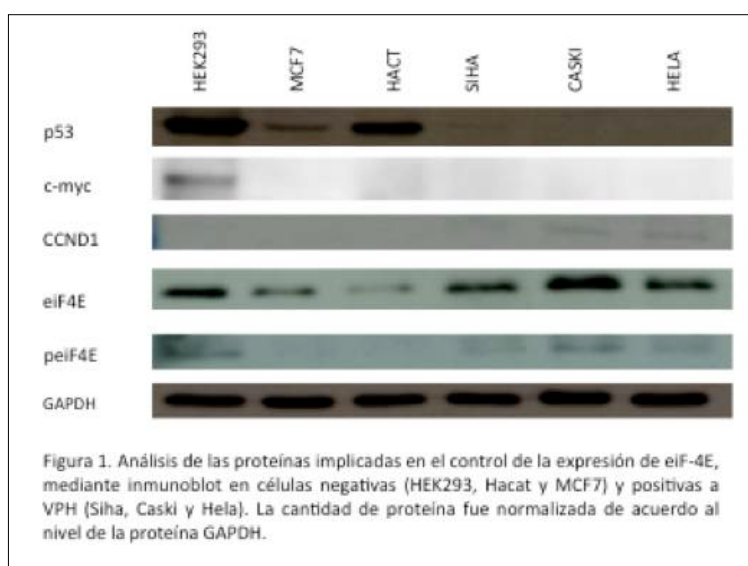 HEK293 MCF7 HACT SIHA CASKI HELA
p53
c-myc
CCND1
eiF4E
peiF4E
GAPDH
Figura 1. Análisis de las proteínas implicadas en el control de la expresión de eiF-4E,
mediante inmunoblot en células negativas (HEK293, Hacat y MCF7) y positivas a
VPH (Siha, Caski y Hela). La cantidad de proteína fue normalizada de acuerdo al
nivel de la proteína GAPDH.